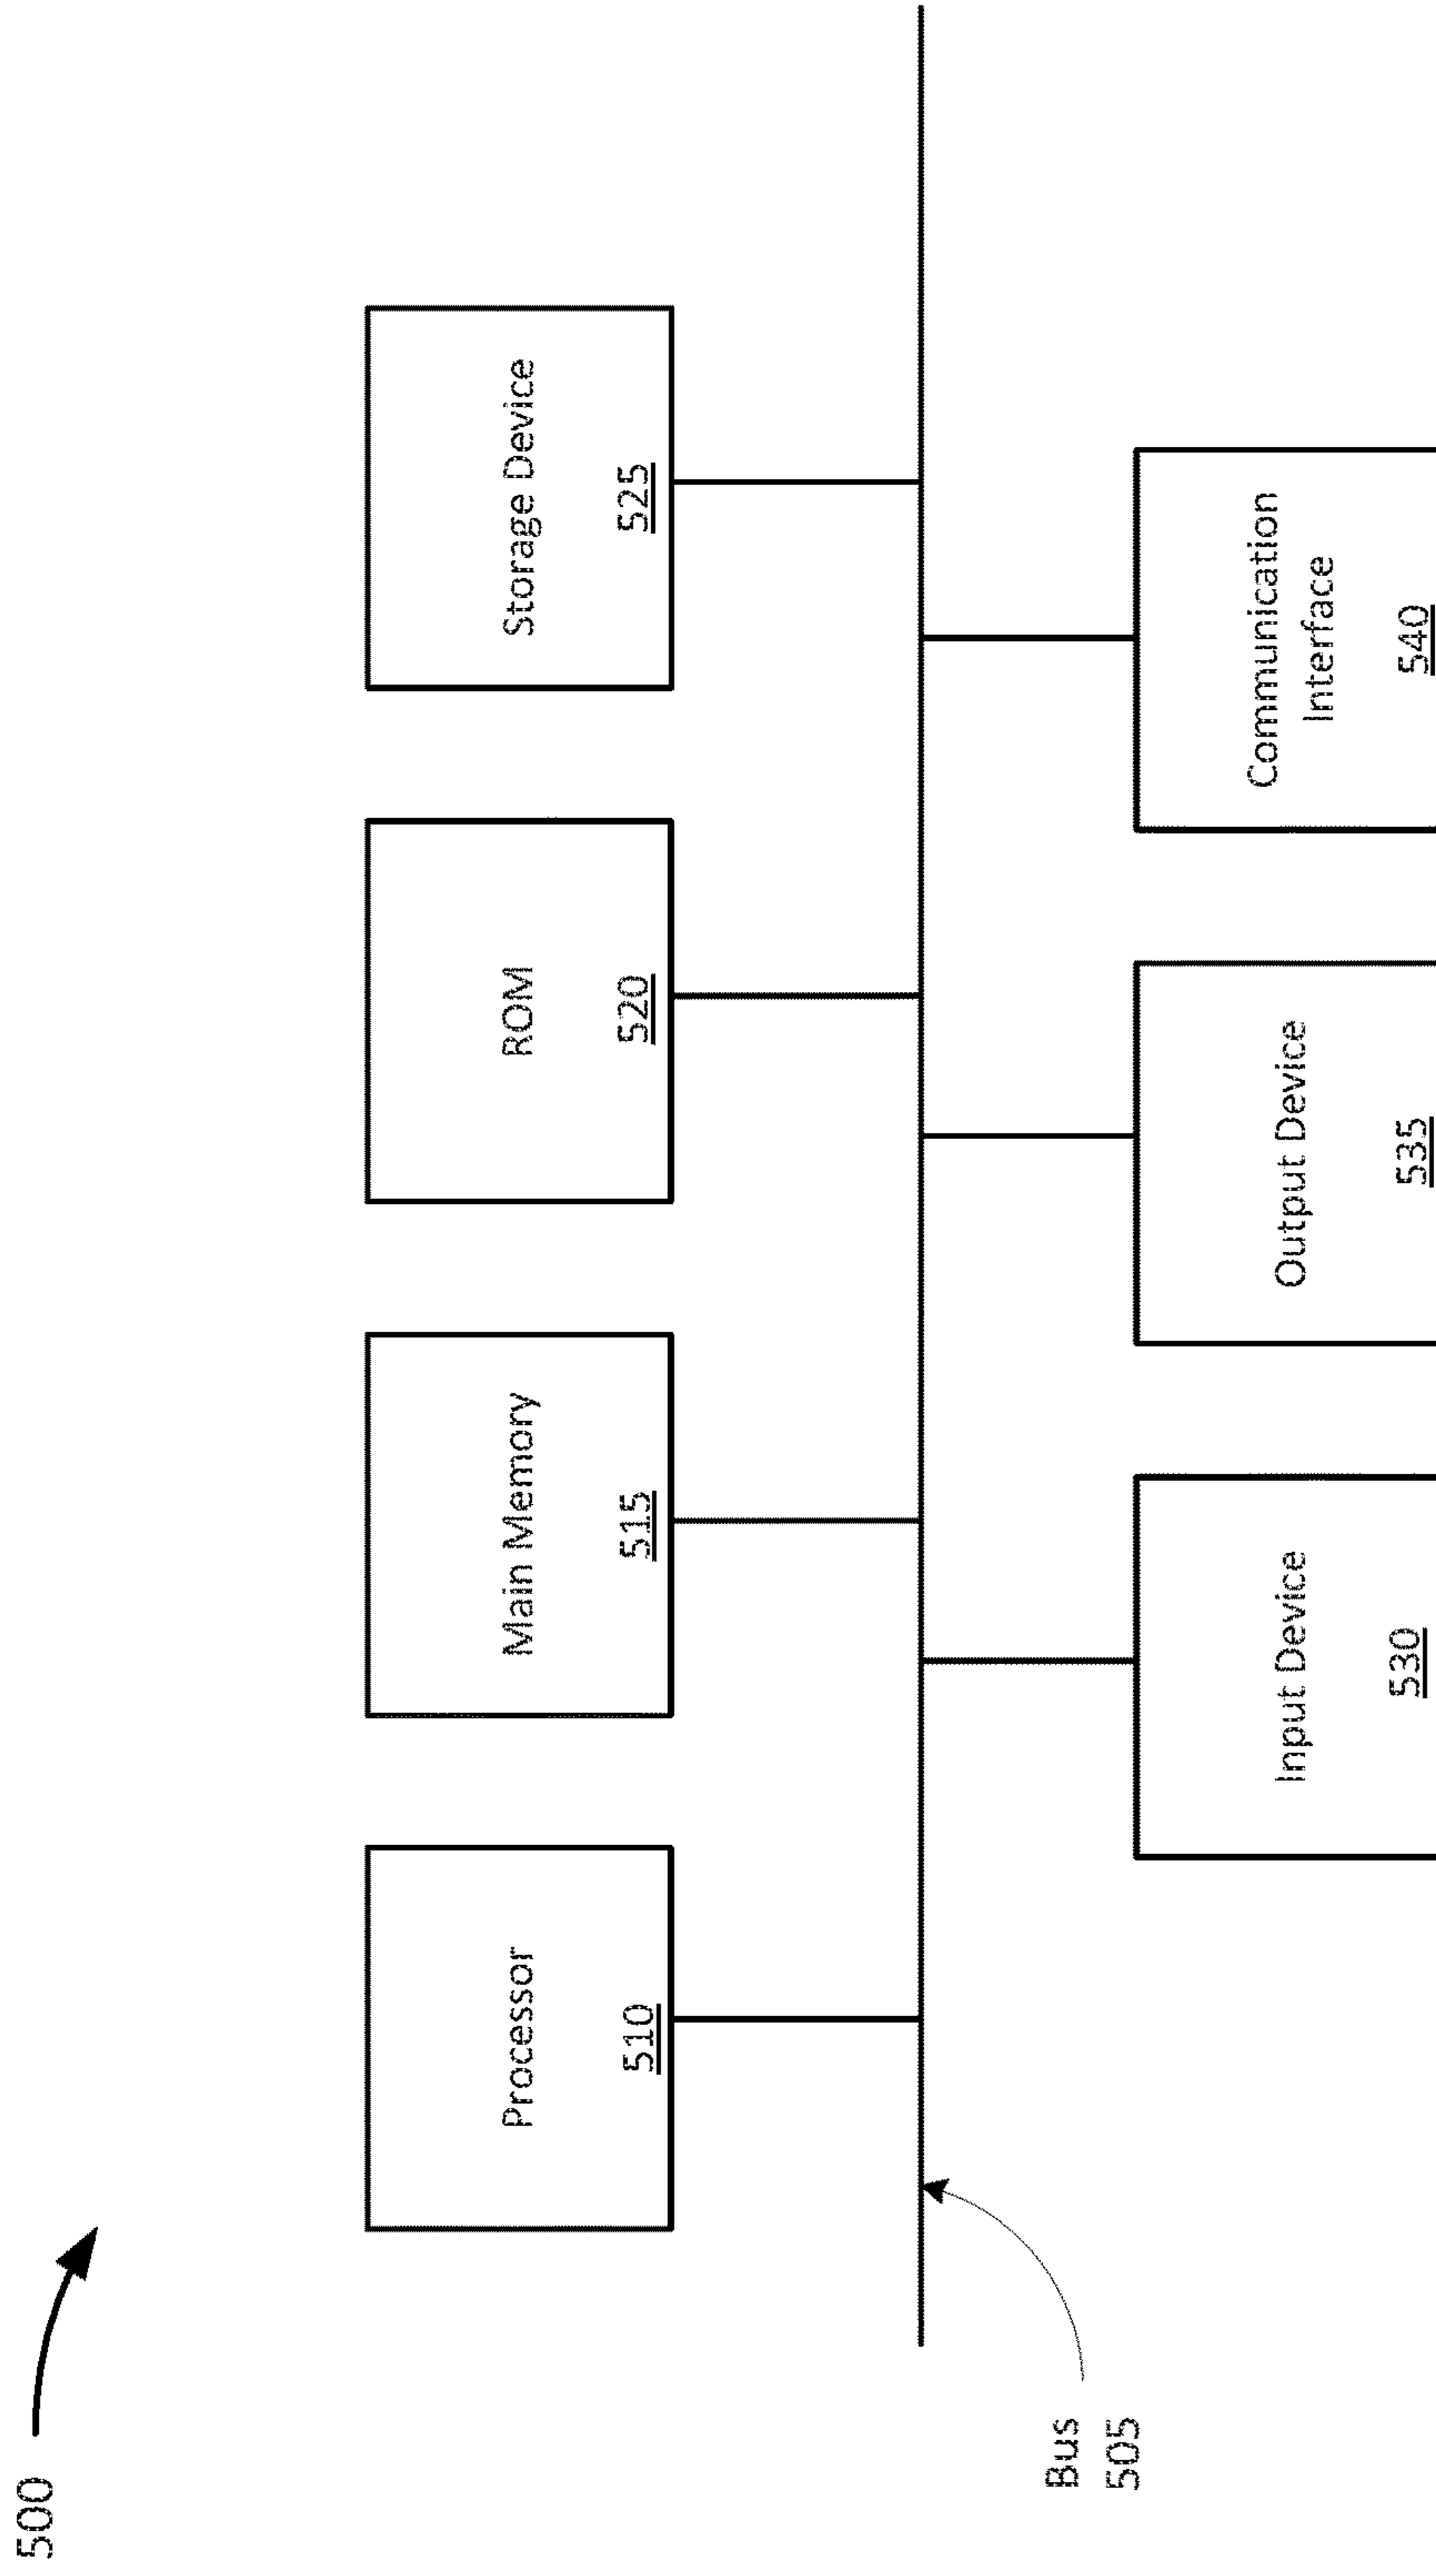 500
Processor
510
Main Memory
515
ROM
520
Storage Device
525
Bus
505
Input Device
530
Output Device
535
Communication
Interface
540